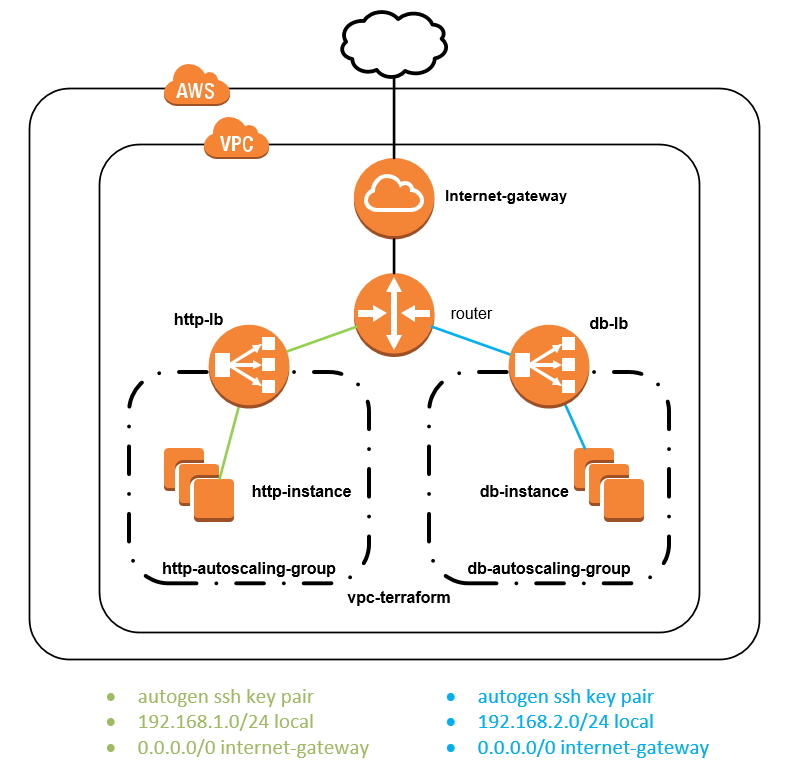 AWS
VPC
Internet-gateway
router
http-lb
db-lb
http-instance
db-instance
http-autoscaling-group
db-autoscaling-group
vpc-terraform
• autogen ssh key pair
• 192.168.1.0/24 local
• 0.0.0.0/0 internet-gateway
• autogen ssh key pair
• 192.168.2.0/24 local
• 0.0.0.0/0 internet-gateway